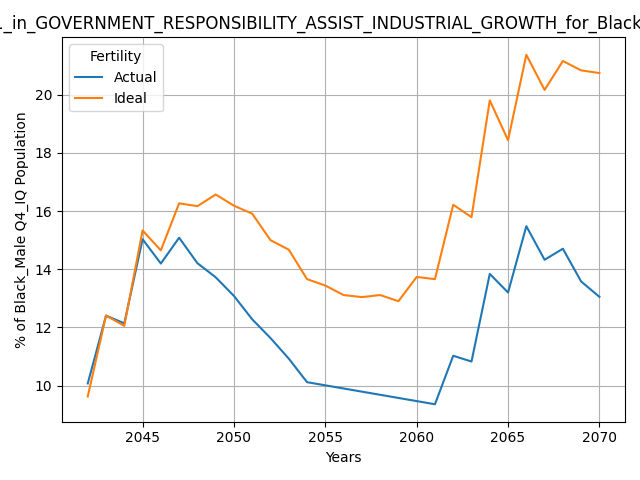 _in_GOVERNMENT_RESPONSIBILITY_ASSIST_INDUSTRIAL_GROWTH_for_Black
Fertility
Actual
Ideal
% of Black_Male Q4_IQ Population
20
18
16
14
12
10
2045
2050
2055
2060
2065
2070
Years